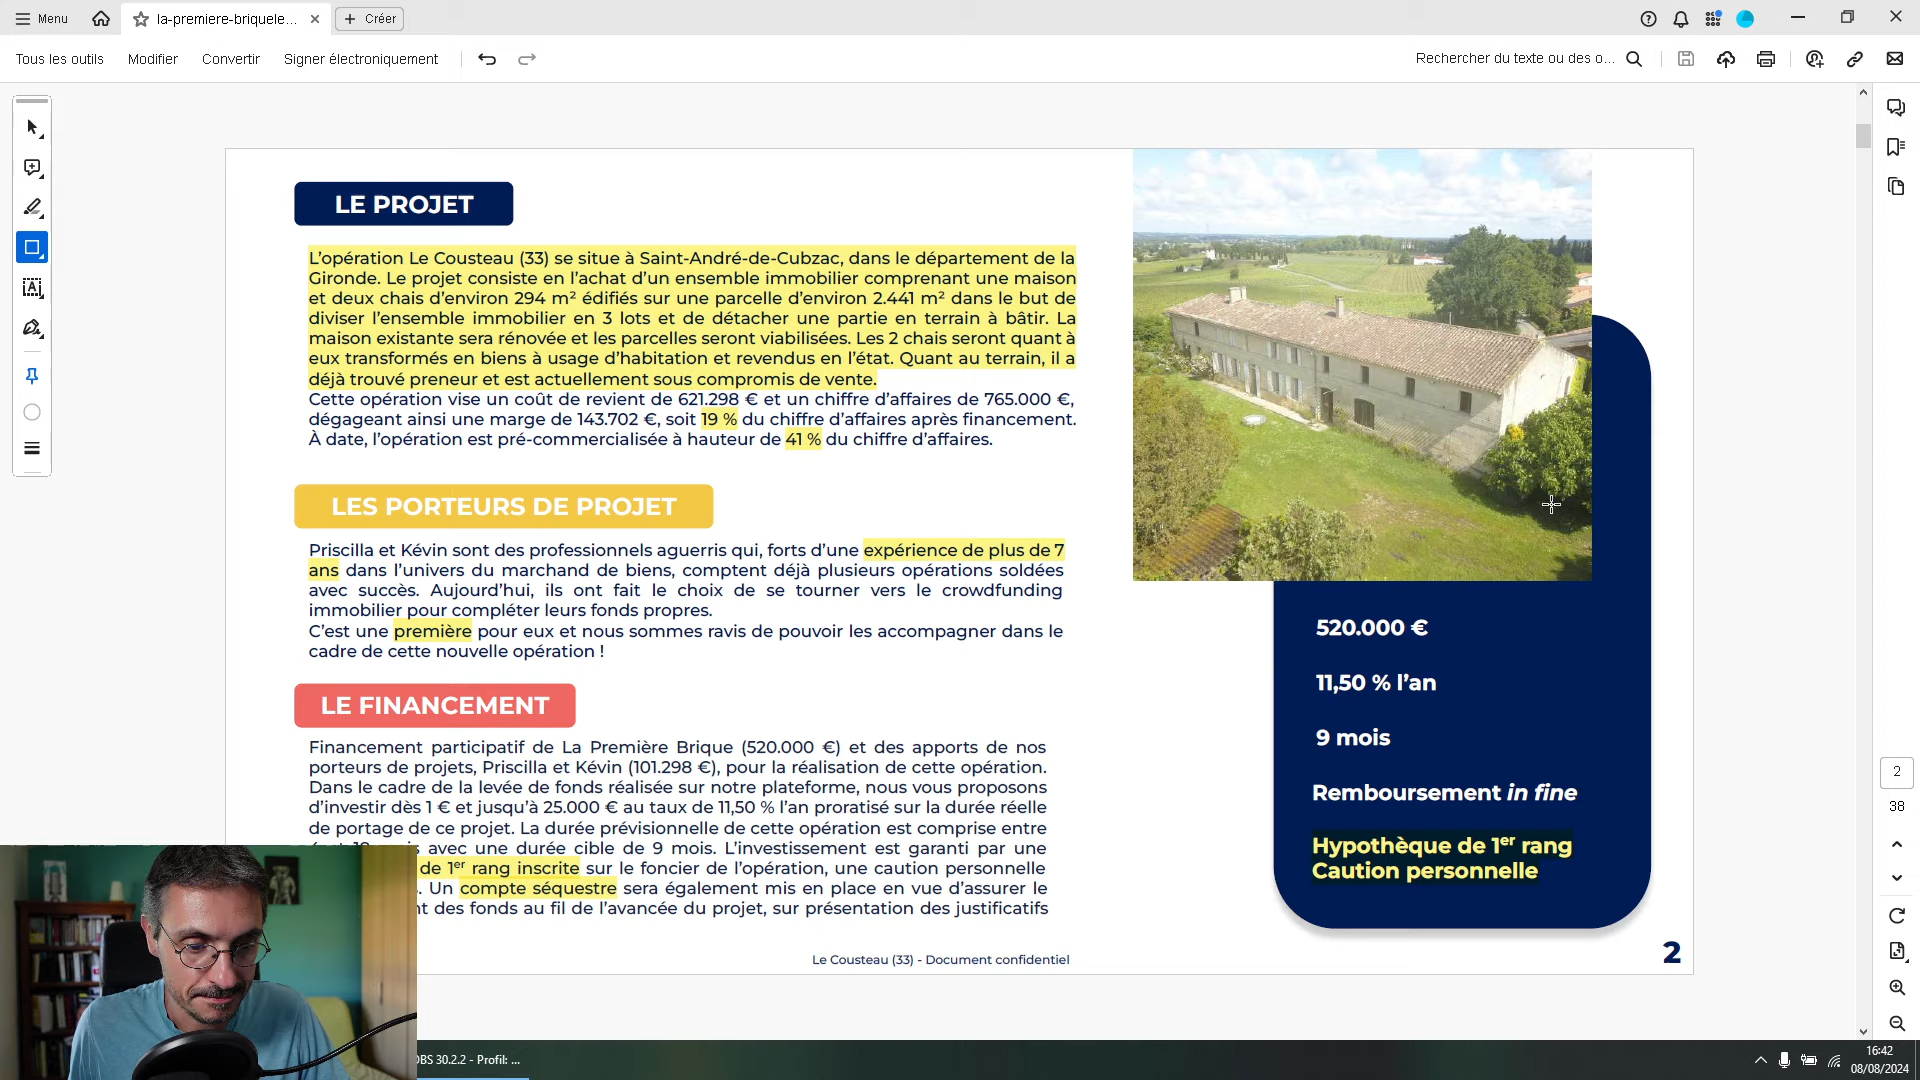 Menu
la-premiere-briquele...
Créer
Tous les outils
Modifier
Convertir
Signer électroniquement
Rechercher du texte ou des o...
LE PROJET
L'opération Le Cousteau (33) se situe à Saint-André-de-Cubzac, dans le département de la
Gironde. Le projet consiste en l'achat d'un ensemble immobilier comprenant une maison
et deux chais d'environ 294 m² édifiés sur une parcelle d'environ 2.441 m² dans le but de
diviser l'ensemble immobilier en 3 lots et de détacher une partie en terrain à bâtir. La
maison existante sera rénovée et les parcelles seront viabilisées. Les 2 chais seront quant à
eux transformés en biens à usage d'habitation et revendus en l'état. Quant au terrain, il a
déjà trouvé preneur et est actuellement sous compromis de vente.
Cette opération vise un coût de revient de 621.298 € et un chiffre d'affaires de 765.000 €,
dégageant ainsi une marge de 143.702 €, soit 19 % du chiffre d'affaires après financement.
À date, l'opération est pré-commercialisée à hauteur de 41 % du chiffre d'affaires.
LES PORTEURS DE PROJET
Priscilla et Kévin sont des professionnels aguerris qui, forts d'une expérience de plus de 7
ans dans l'univers du marchand de biens, comptent déjà plusieurs opérations soldées
avec succès. Aujourd'hui, ils ont fait le choix de se tourner vers le crowdfunding
immobilier pour compléter leurs fonds propres.
C'est une première pour eux et nous sommes ravis de pouvoir les accompagner dans le
cadre de cette nouvelle opération !
LE FINANCEMENT
Financement participatif de La Première Brique (520.000 €) et des apports de nos
porteurs de projets, Priscilla et Kévin (101.298 €), pour la réalisation de cette opération.
Dans le cadre de la levée de fonds réalisée sur notre plateforme, nous vous proposons
d'investir dès 1 € et jusqu'à 25.000 € au taux de 11,50 % l'an proratisé sur la durée réelle
de portage de ce projet. La durée prévisionnelle de cette opération est comprise entre
avec une durée cible de 9 mois. L'investissement est garanti par une
de 1er rang inscrite sur le foncier de l'opération, une caution personnelle
. Un compte séquestre sera également mis en place en vue d'assurer le
nt des fonds au fil de l'avancée du projet, sur présentation des justificatifs
520.000 €
11,50 % l'an
9 mois
Remboursement in fine
Hypothèque de 1er rang
Caution personnelle
Le Cousteau (33) - Document confidentiel
2
2
38
OBS 30.2.2 - Profil: ...
16:42
08/08/2024